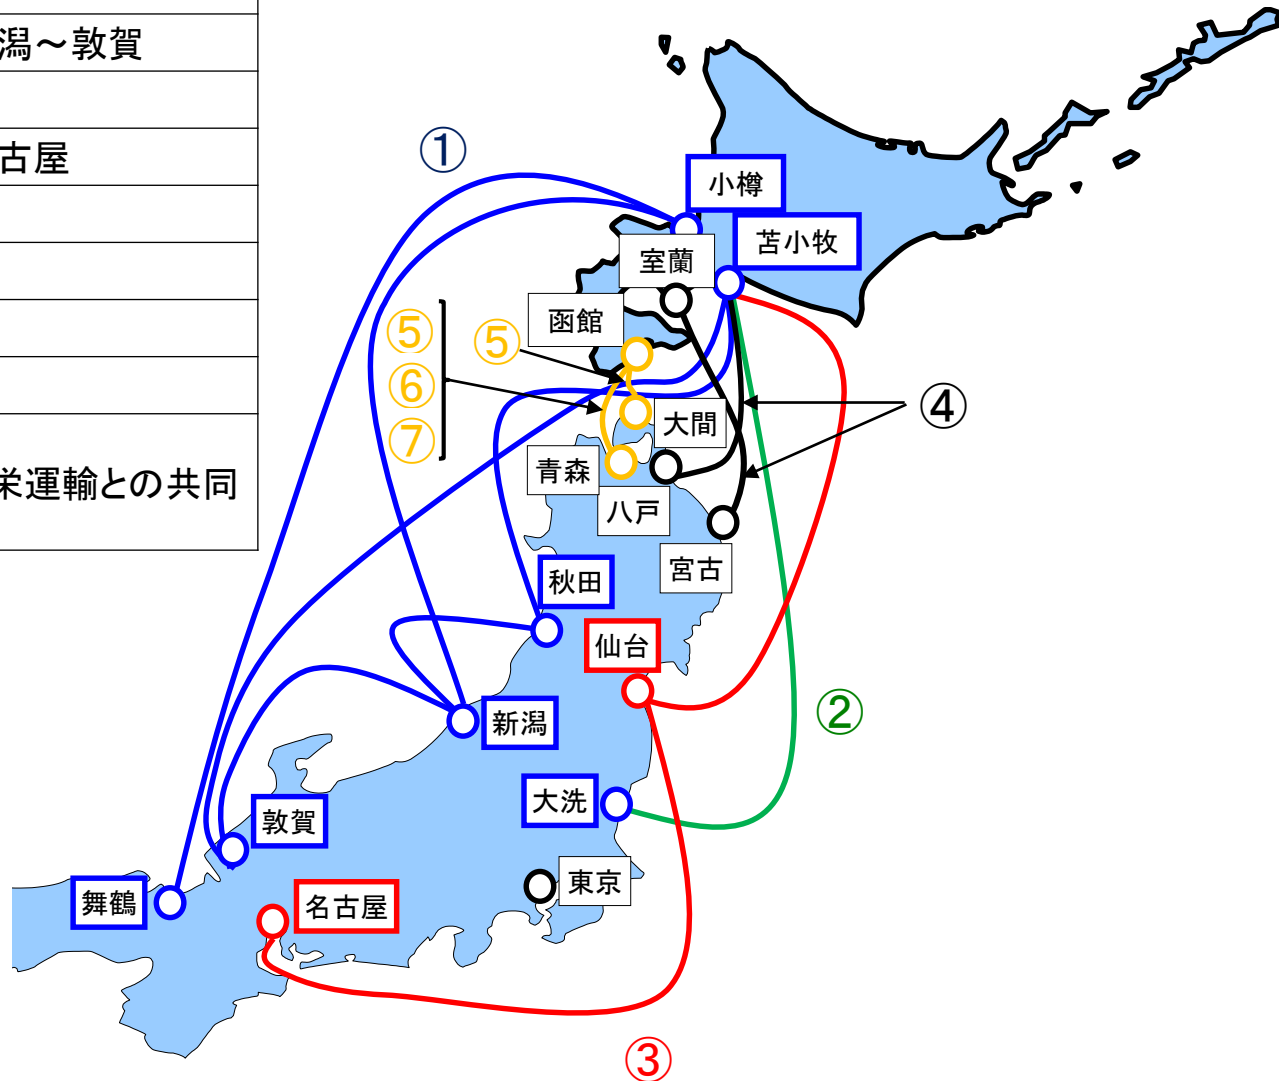 潟～敦賀
古屋
栄運輸との共同
①
小樽
苫小牧
室蘭
函館
⑤
⑤
⑥
⑦
④
大間
青森
八戸
宮古
秋田
仙台
②
新潟
大洗
敦賀
東京
舞鶴
名古屋
③